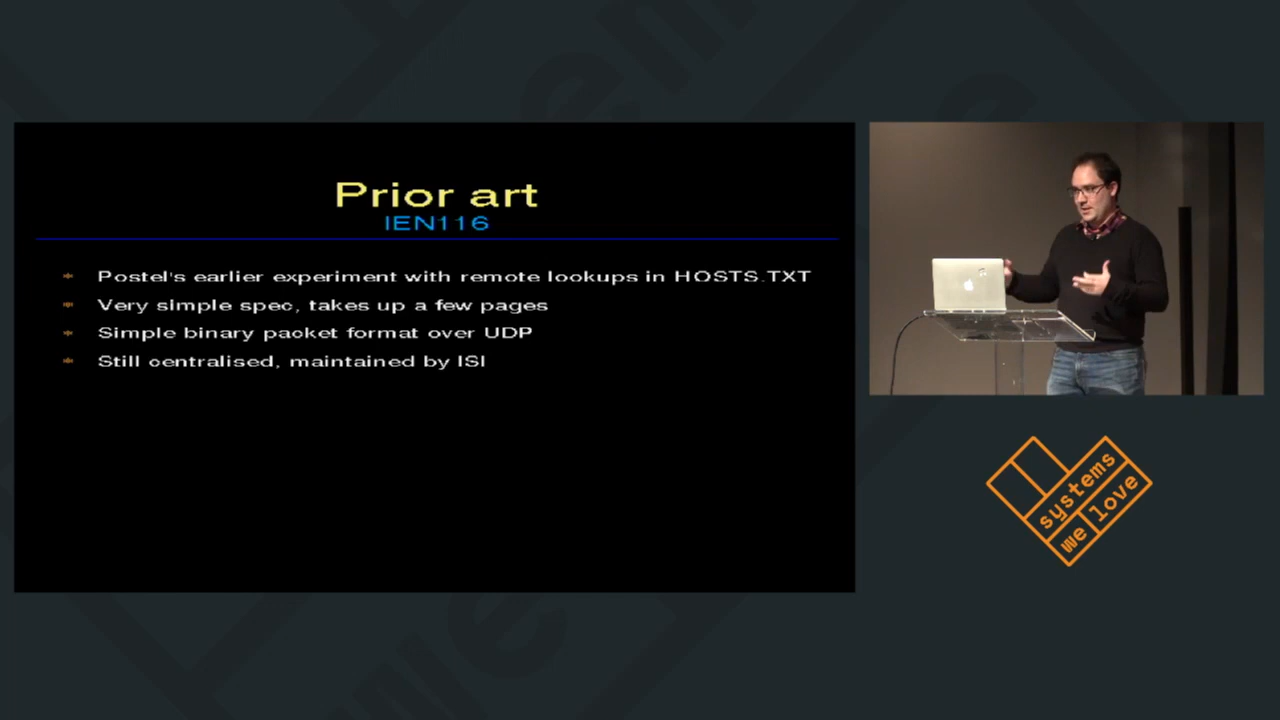 Prior art
IEN116
Postel's earlier experiment with remote lookups in HOSTS.TXT
Very simple spec, takes up a few pages
Simple binary packet format over UDP
Still centralised, maintained by ISI
systems
we love